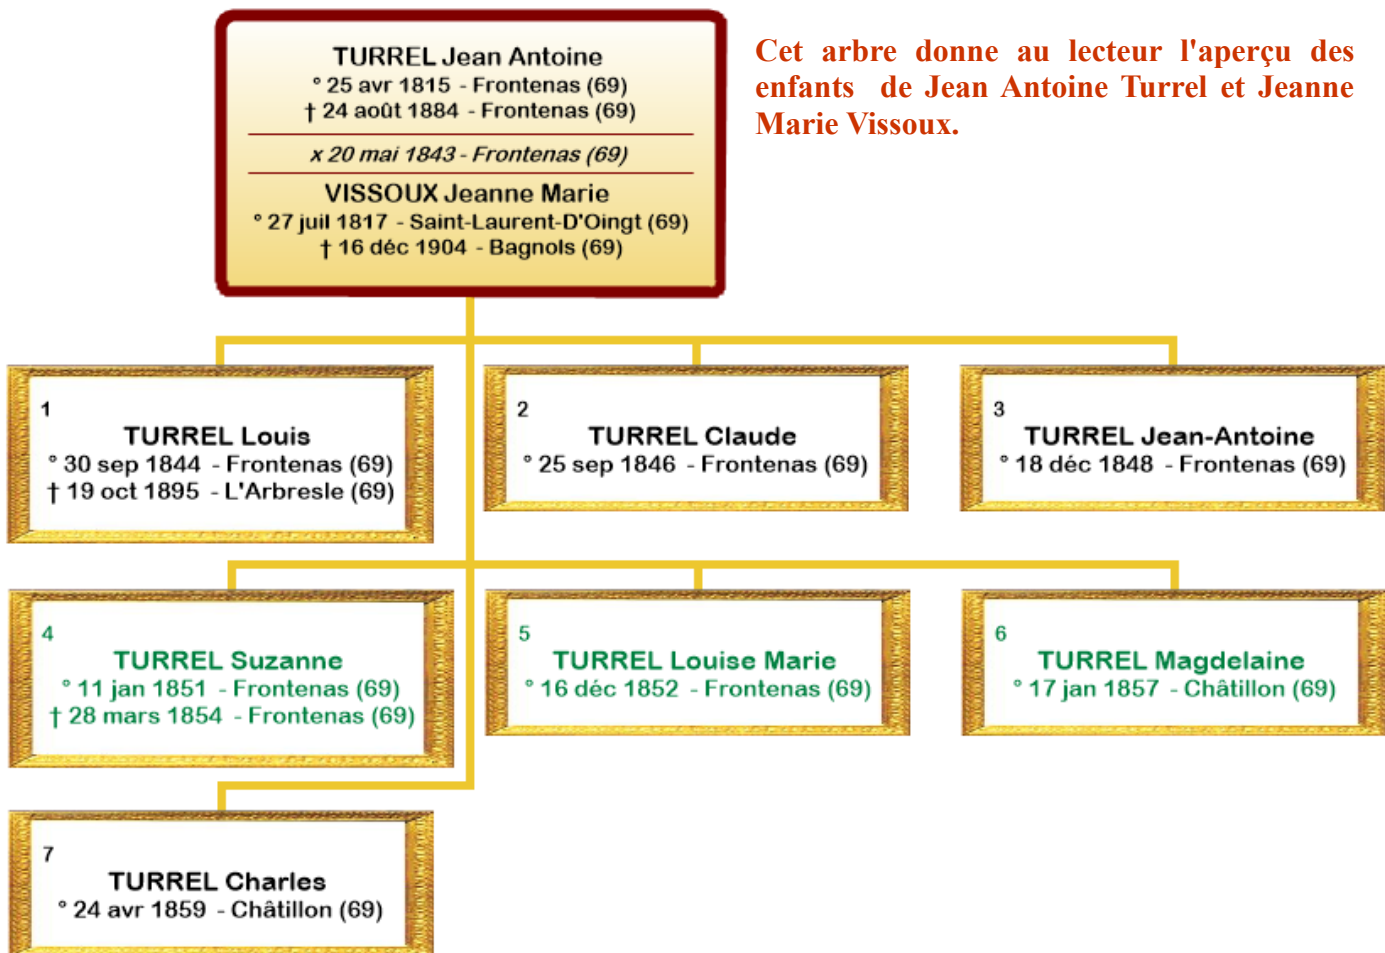 TURREL Jean Antoine
° 25 avr 1815 - Frontenas (69)
† 24 août 1884 - Frontenas (69)
x 20 mai 1843 - Frontenas (69)
VISSOUX Jeanne Marie
° 27 juil 1817 - Saint-Laurent-D'Oingt (69)
† 16 déc 1904 - Bagnols (69)
Cet arbre donne au lecteur l'aperçu des
enfants de Jean Antoine Turrel et Jeanne
Marie Vissoux.
1
TURREL Louis
° 30 sep 1844 - Frontenas (69)
† 19 oct 1895 - L'Arbresle (69)
2
TURREL Claude
° 25 sep 1846 - Frontenas (69)
3
TURREL Jean-Antoine
° 18 déc 1848 - Frontenas (69)
4
TURREL Suzanne
° 11 jan 1851 - Frontenas (69)
† 28 mars 1854 - Frontenas (69)
5
TURREL Louise Marie
° 16 déc 1852 - Frontenas (69)
6
TURREL Magdelaine
° 17 jan 1857 - Châtillon (69)
7
TURREL Charles
° 24 avr 1859 - Châtillon (69)